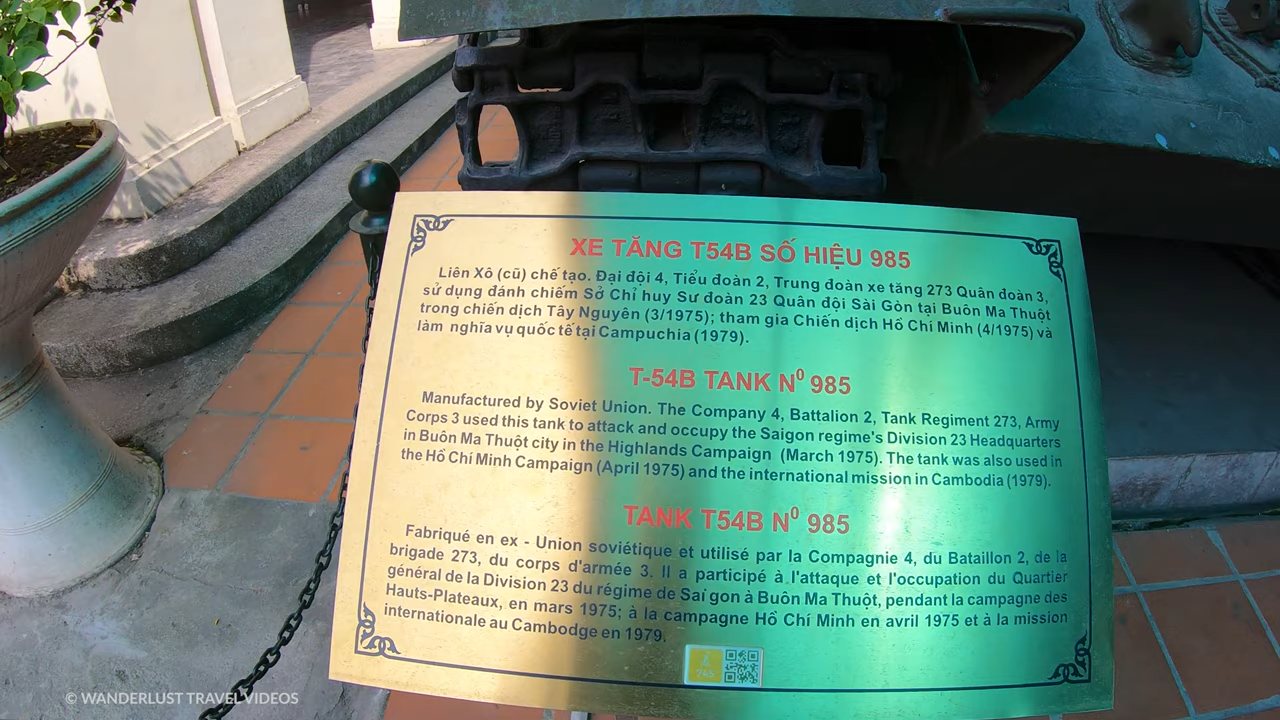 XE TĂNG T54B SỐ HIỆU 985
Liên Xô (cũ) chế tạo. Đại đội 4, Tiểu đoàn 2, Trung đoàn xe tăng 273 Quân đoàn 3,
sử dụng đánh chiếm Sở Chỉ huy Sư đoàn 23 Quân đội Sài Gòn tại Buôn Ma Thuột
trong chiến dịch Tây Nguyên (3/1975); tham gia Chiến dịch Hồ Chí Minh (4/1975) và
làm nghĩa vụ quốc tế tại Campuchia (1979).
T-54B TANK N⁰ 985
Manufactured by Soviet Union. The Company 4, Battalion 2, Tank Regiment 273, Army
Corps 3 used this tank to attack and occupy the Saigon regime's Division 23 Headquarters
in Buôn Ma Thuột city in the Highlands Campaign (March 1975). The tank was also used in
the Hồ Chí Minh Campaign (April 1975) and the international mission in Cambodia (1979).
TANK T54B N⁰ 985
Fabriqué en ex - Union soviétique et utilisé par la Compagnie 4, du Bataillon 2, de la
brigade 273, du corps d'armée 3. Il a participé à l'attaque et l'occupation du Quartier
général de la Division 23 du régime de Saïgon à Buôn Ma Thuột, pendant la campagne des
Hauts-Plateaux, en mars 1975; à la campagne Hồ Chí Minh en avril 1975 et à la mission
internationale au Cambodge en 1979.
© WANDERLUST TRAVEL VIDEOS